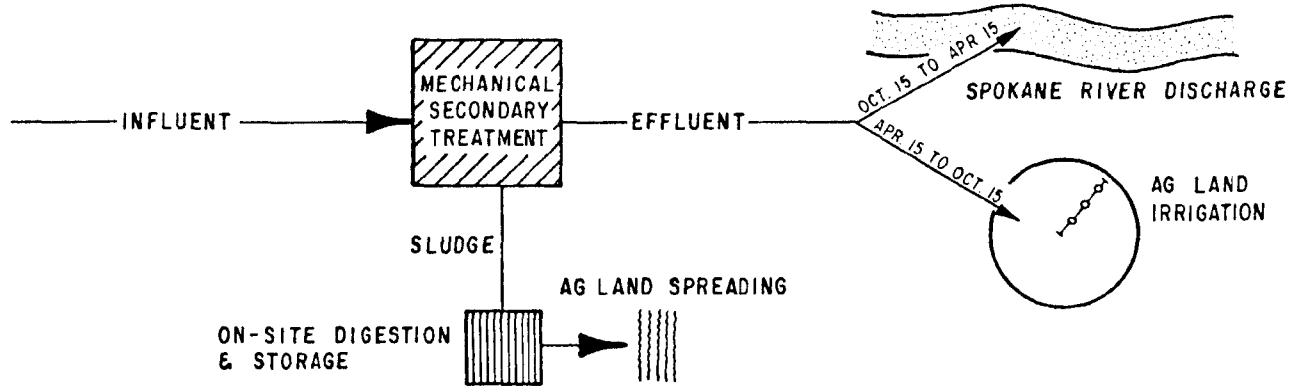 INFLUENT
MECHANICAL
SECONDARY
TREATMENT
EFFLUENT
OCT. 15 TO APR 15
SPOKANE RIVER DISCHARGE
APR. 15 TO OCT. 15
AG LAND
IRRIGATION
SLUDGE
AG LAND SPREADING
ON-SITE DIGESTION
& STORAGE